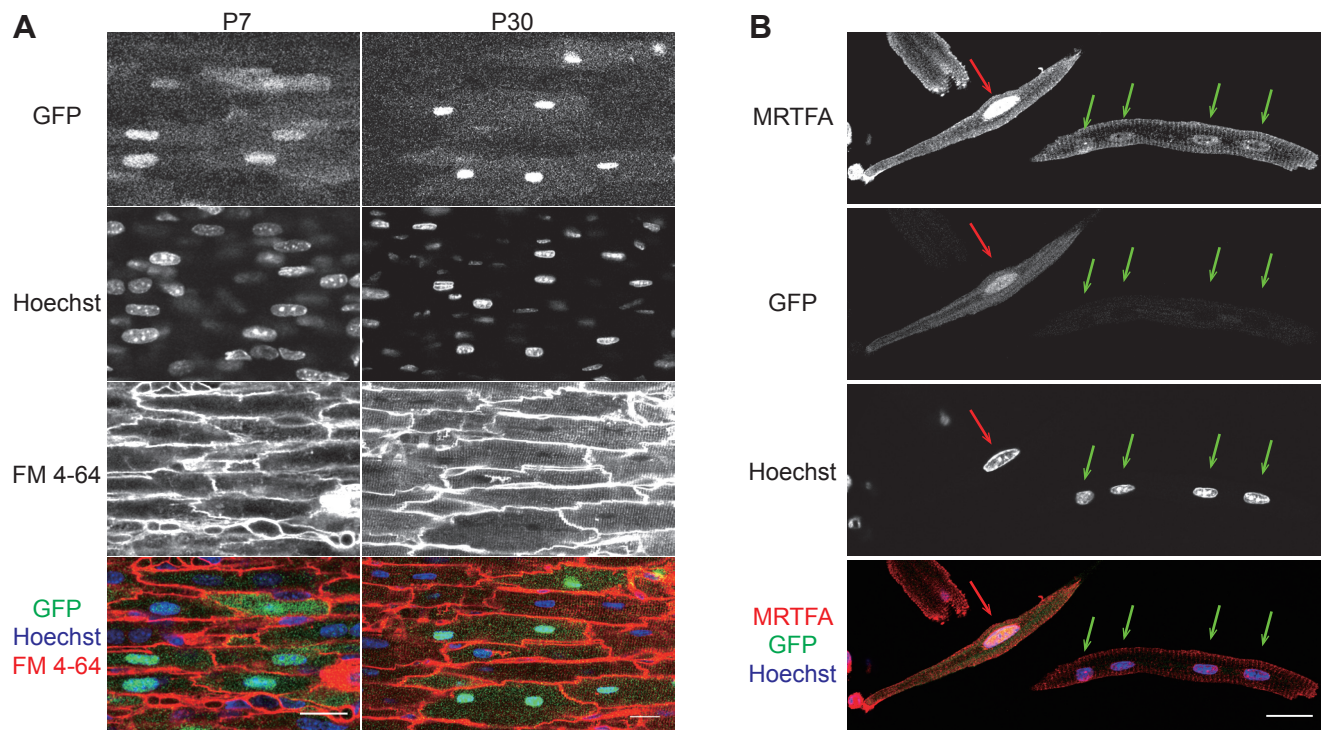 A
P7
P30
GFP
Hoechst
FM 4-64
GFP
Hoechst
FM 4-64
B
MRTFA
GFP
Hoechst
MRTFA
GFP
Hoechst